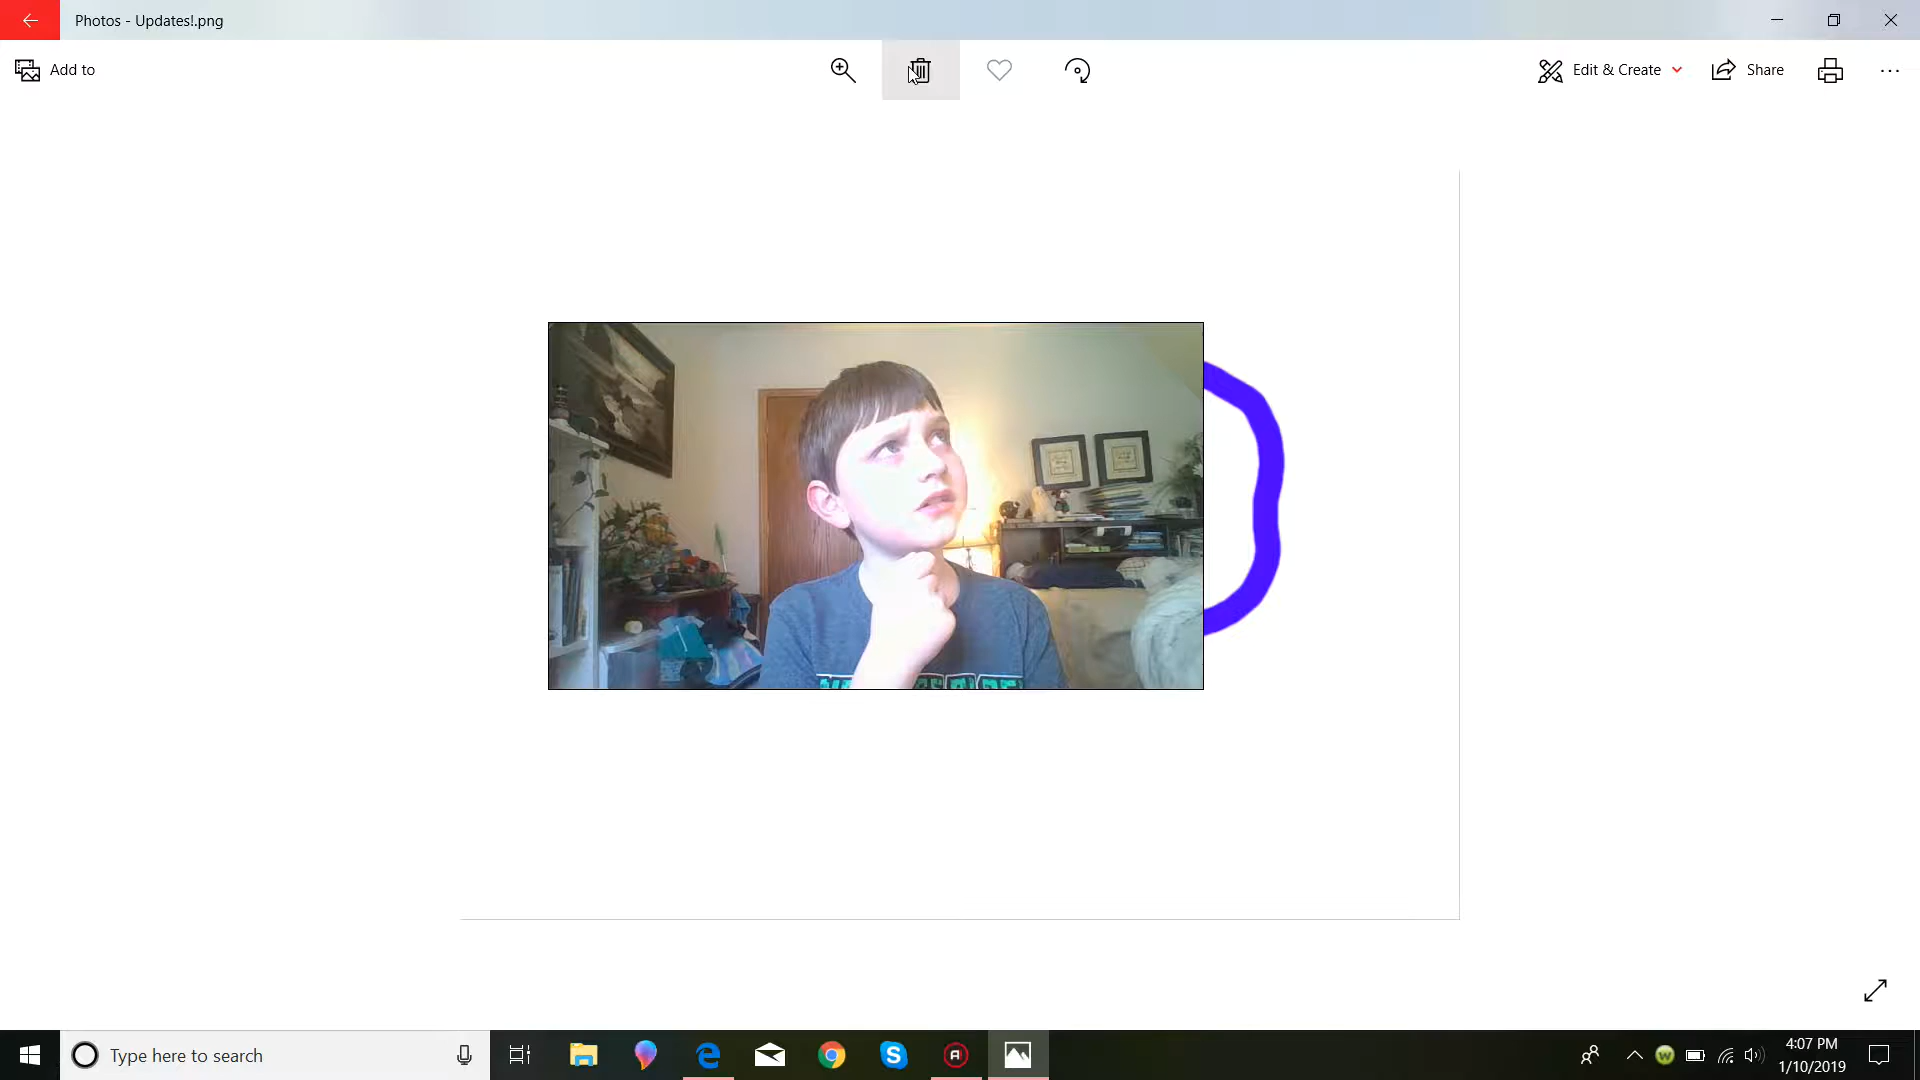 Photos - Updates!.png
Add to
Edit & Create
Share
Type here to search
4:07 PM
1/10/2019